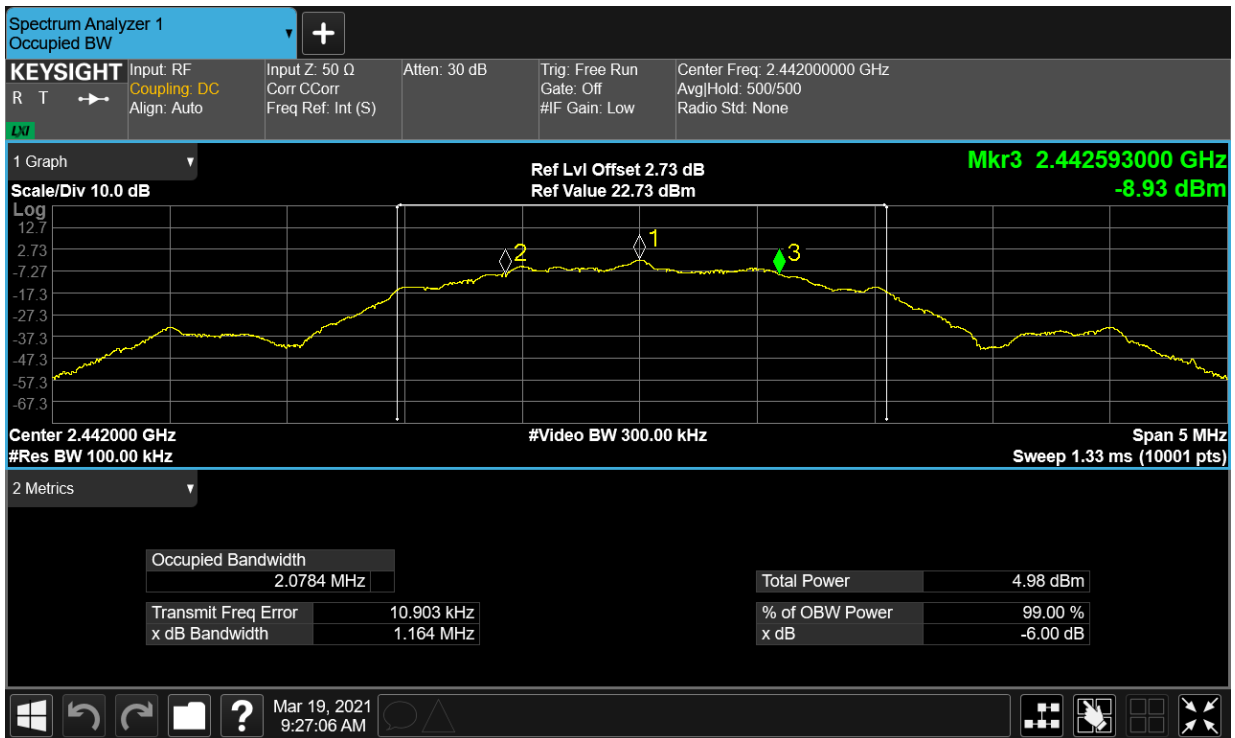 Spectrum Analyzer 1
Occupied BW
+
KEYSIGHT
R T
LXI
Input: RF
Coupling: DC
Align: Auto
Input Z: 50 Ω
Corr CCorr
Freq Ref: Int (S)
Atten: 30 dB
Trig: Free Run
Gate: Off
#IF Gain: Low
Center Freq: 2.442000000 GHz
Avg|Hold: 500/500
Radio Std: None
1 Graph
Scale/Div 10.0 dB
Ref Lvl Offset 2.73 dB
Ref Value 22.73 dBm
Mkr3 2.442593000 GHz
-8.93 dBm
Log
12.7
2.73
-7.27
-17.3
-27.3
-37.3
-47.3
-57.3
-67.3
2
1
3
Center 2.442000 GHz
#Video BW 300.00 kHz
Span 5 MHz
#Res BW 100.00 kHz
Sweep 1.33 ms (10001 pts)
2 Metrics
Occupied Bandwidth
2.0784 MHz
Transmit Freq Error 10.903 kHz
x dB Bandwidth 1.164 MHz
Total Power 4.98 dBm
% of OBW Power 99.00 %
x dB -6.00 dB
?
Mar 19, 2021
9:27:06 AM